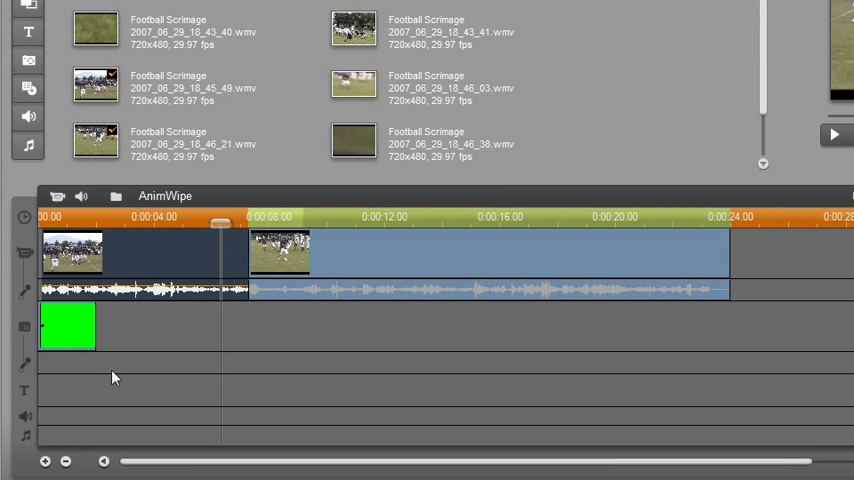 Football Scrimage
2007_06_29_18_43_40.wmv
720x480, 29.97 fps
Football Scrimage
2007_06_29_18_43_41.wmv
720x480, 29.97 fps
Football Scrimage
2007_06_29_18_45_49.wmv
720x480, 29.97 fps
Football Scrimage
2007_06_29_18_46_03.wmv
720x480, 29.97 fps
Football Scrimage
2007_06_29_18_46_21.wmv
720x480, 29.97 fps
Football Scrimage
2007_06_29_18_46_38.wmv
720x480, 29.97 fps
AnimWipe
00.00 0:00:04.00 0:00:08.00 0:00:12.00 0:00:16.00 0:00:20.00 0:00:24.00 0:00:28
T
T